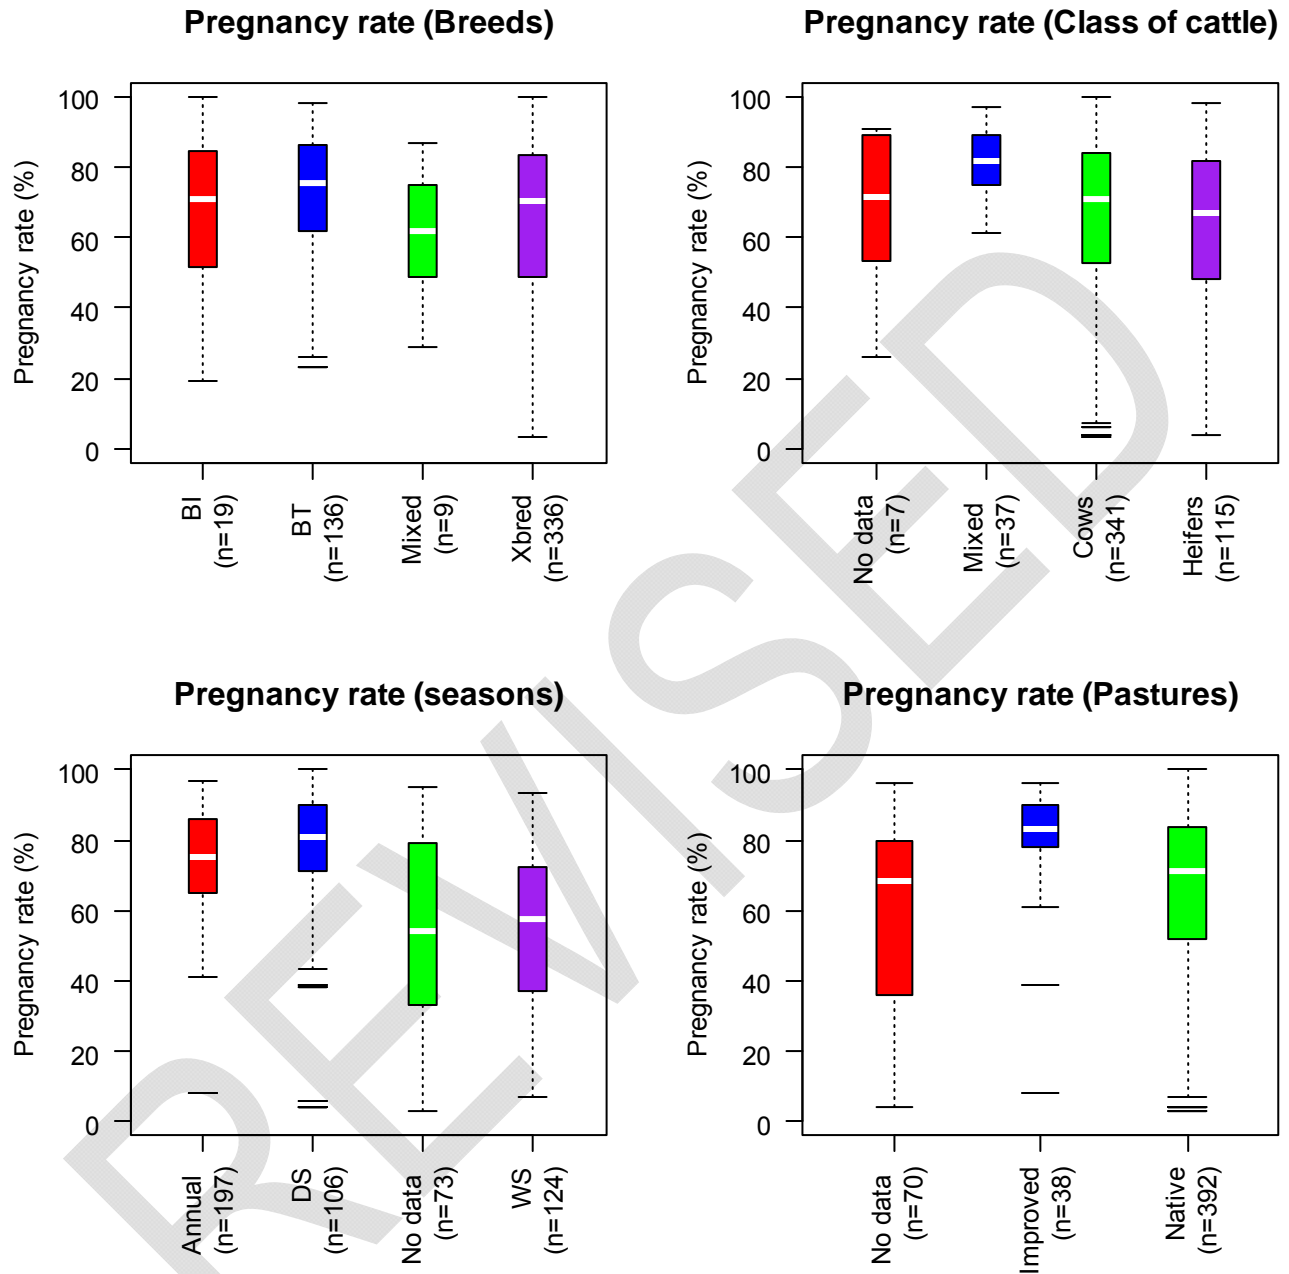 Pregnancy rate (Breeds)
Pregnancy rate (%)
100
80
60
40
20
0
BI
(n=19)
BT
(n=136)
Mixed
(n=9)
Xbred
(n=336)
Pregnancy rate (Class of cattle)
Pregnancy rate (%)
100
80
60
40
20
0
No data
(n=7)
Mixed
(n=37)
Cows
(n=341)
Heifers
(n=115)
Pregnancy rate (seasons)
Pregnancy rate (%)
100
80
60
40
20
0
Annual
(n=197)
DS
(n=106)
No data
(n=73)
WS
(n=124)
Pregnancy rate (Pastures)
Pregnancy rate (%)
100
80
60
40
20
0
No data
(n=70)
Improved
(n=38)
Native
(n=392)
REVISED